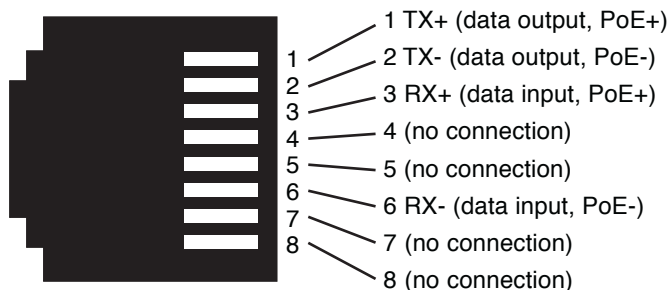 1 1 TX+ (data output, PoE+)
2 2 TX- (data output, PoE-)
3 3 RX+ (data input, PoE+)
4 4 (no connection)
5 5 (no connection)
6 6 RX- (data input, PoE-)
7 7 (no connection)
8 8 (no connection)